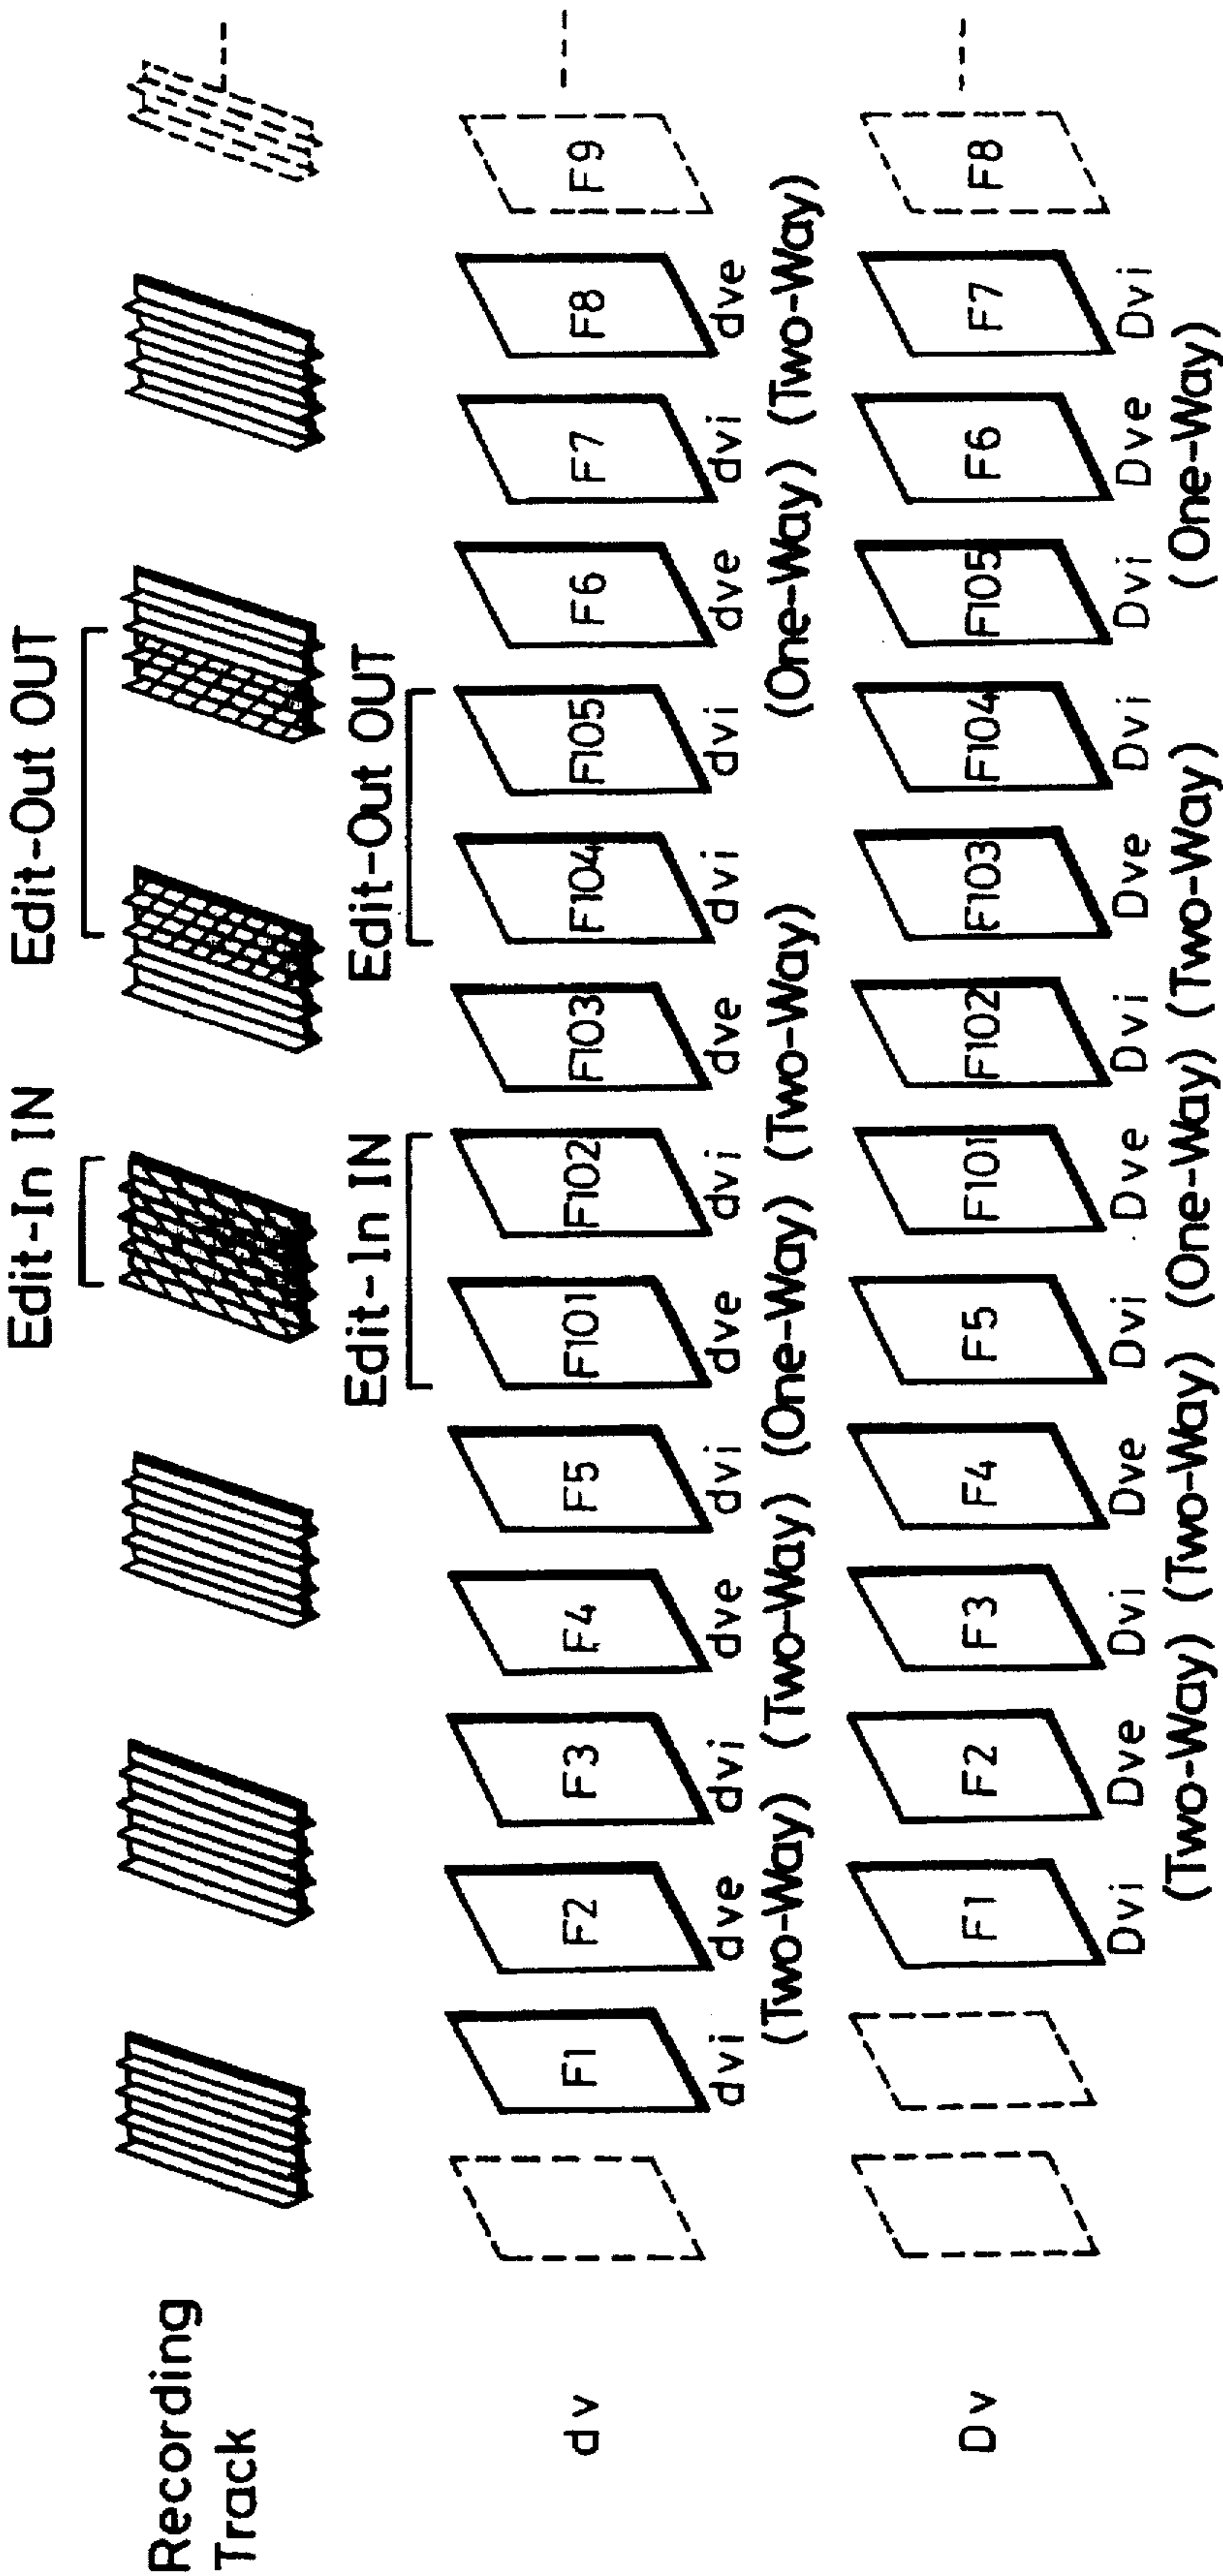 Edit-In IN Edit-Out OUT
Recording
Track
Edit-In IN Edit-Out OUT
dv F1 F2 F3 F4 F5 F101 F102 F103 F104 F105 F6 F7 F8 F9
dvi dve dvi dve dvi dve dvi dve dvi dvi dve dvi dve
(Two-Way) (Two-Way) (One-Way) (Two-Way) (One-Way) (Two-Way)
Dv F1 F2 F3 F4 F5 F101 F102 F103 F104 F105 F6 F7 F8
Dvi Dve Dvi Dve Dvi Dve Dvi Dve Dvi Dvi Dve Dvi
(Two-Way) (Two-Way) (One-Way) (Two-Way) (One-Way)